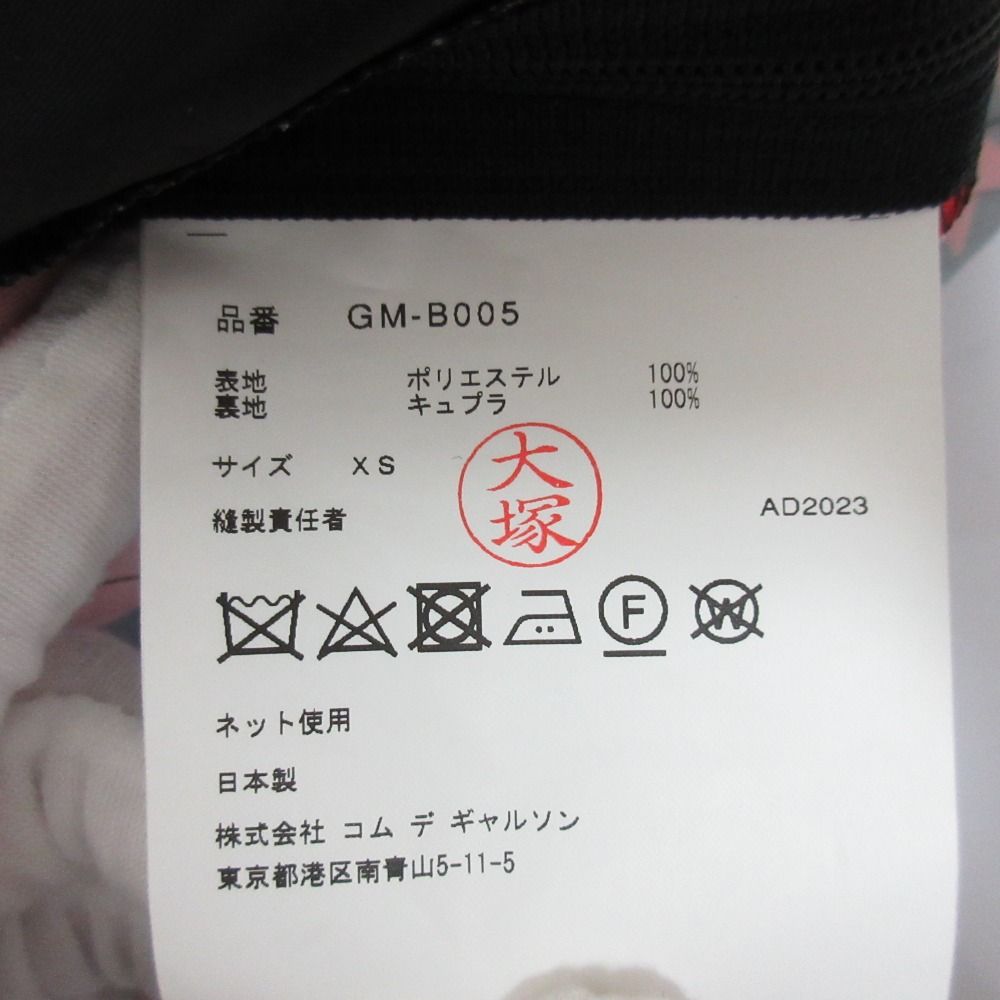 品番 GM-B005
表地 ポリエステル 100%
裏地 キュプラ 100%
サイズ XS
大塚
縫製責任者
AD2023
F
W
ネット使用
日本製
株式会社 コム デ ギャルソン
東京都港区南青山5-11-5